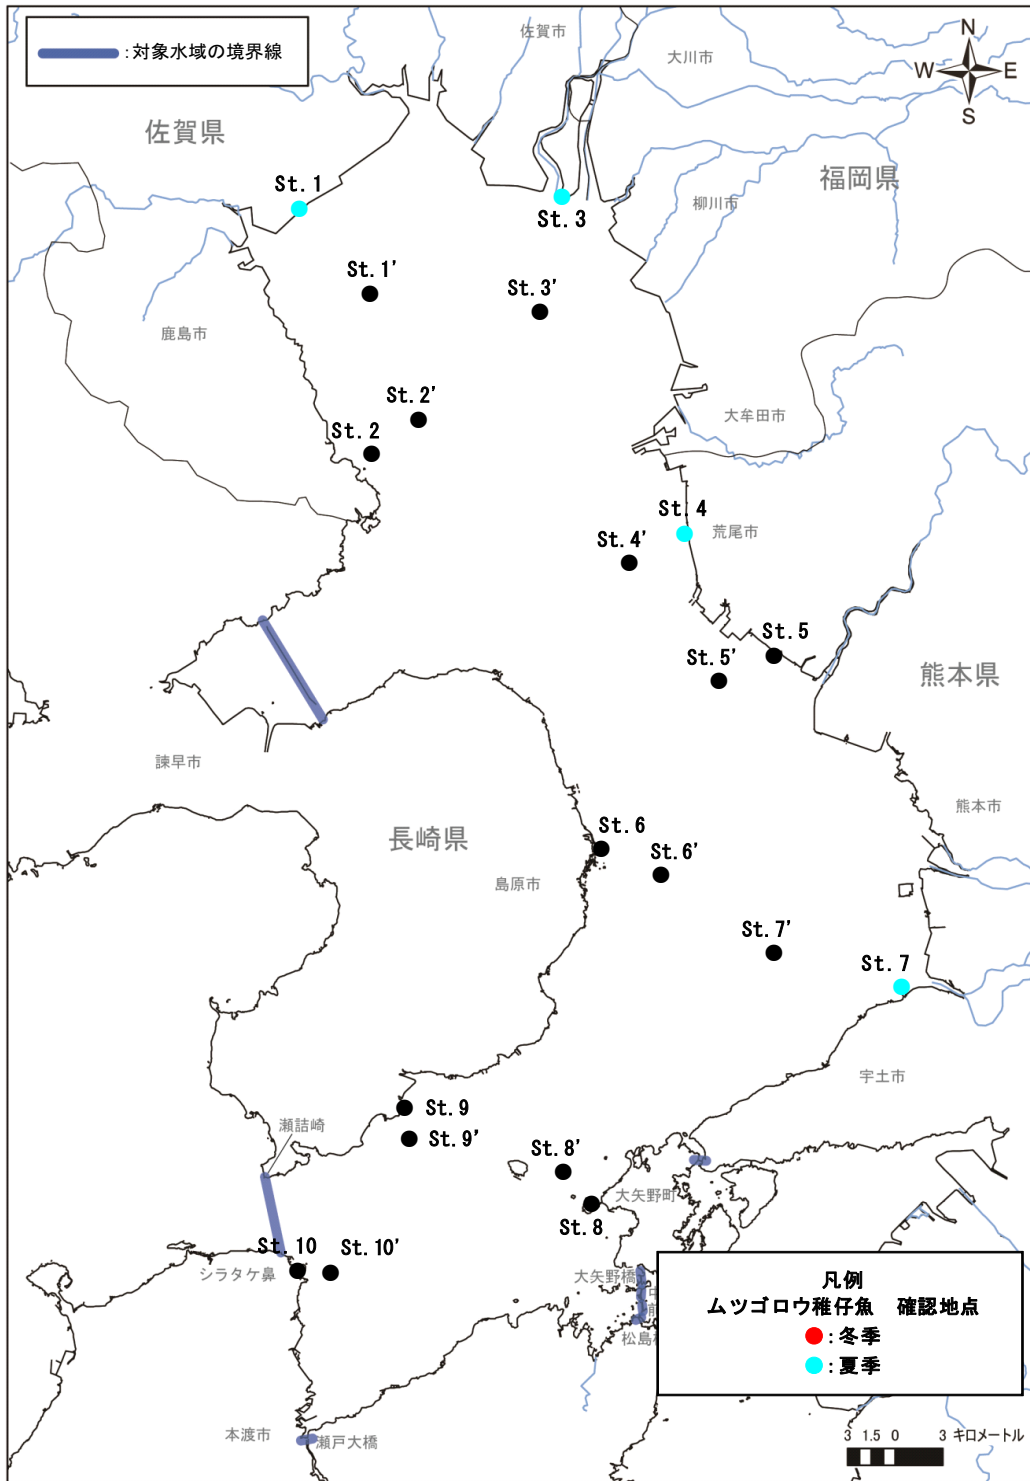 :対象水域の境界線
佐賀市
大川市
N
W
E
S
佐賀県
福岡県
柳川市
St. 1
St. 3
St. 1'
St. 3'
鹿島市
St. 2'
大牟田市
St. 2
St. 4
荒尾市
St. 4'
St. 5
St. 5'
熊本県
諫早市
熊本市
長崎県
St. 6
St. 6'
島原市
St. 7'
St. 7
宇土市
St. 9
瀬詰崎
St. 9'
St. 8'
大矢野町
St. 8
St. 10
St. 10'
シラタケ鼻
大矢野橋
松島
凡例
ムツゴロウ稚仔魚 確認地点
:冬季
:夏季
本渡市
瀬戸大橋
3 1.5 0 3 キロメートル